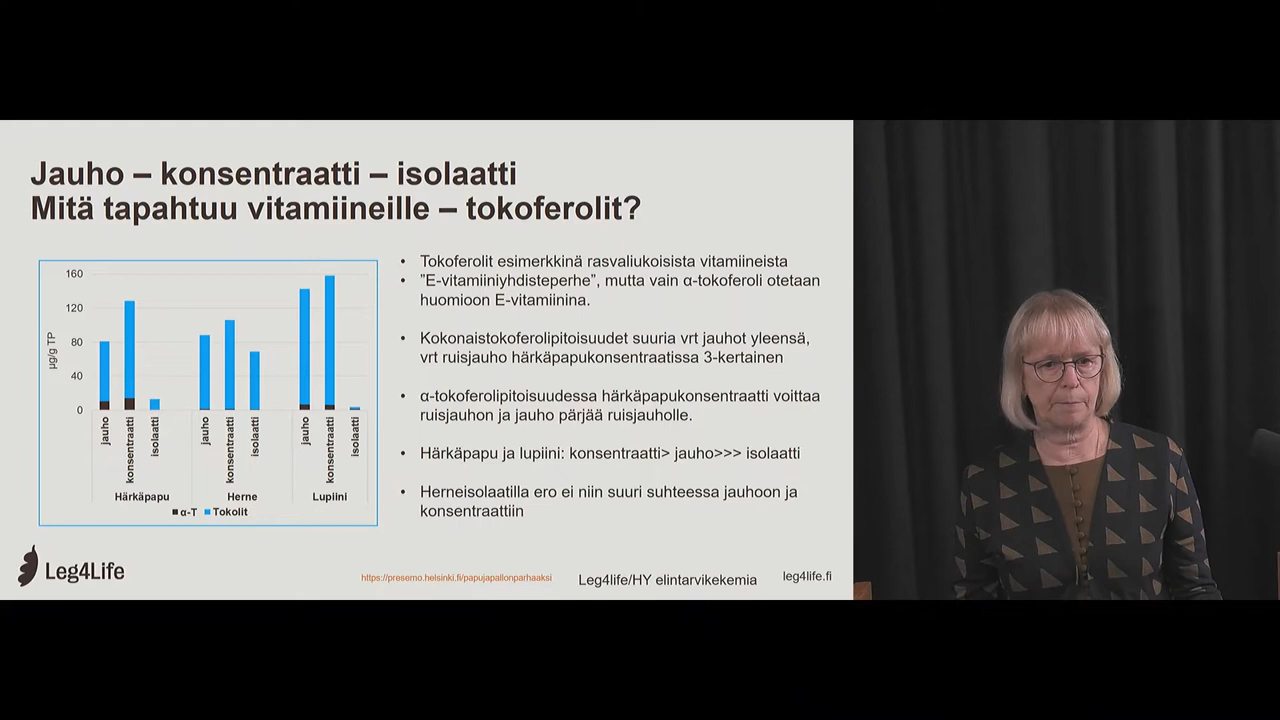 Jauho – konsentraatti – isolaatti
Mitä tapahtuu vitamiineille – tokoferolit?
160
120
80
40
0
µg/g TP
jauho
konsentraatti
isolaatti
jauho
konsentraatti
isolaatti
jauho
konsentraatti
isolaatti
Härkäpapu
Herne
Lupiini
α-T
Tokolit
• Tokoferolit esimerkkinä rasvaliukoisista vitamiineista
• ”E-vitamiiniyhdisteperhe”, mutta vain α-tokoferoli otetaan
huomioon E-vitamiinina.
• Kokonaistokoferolipitoisuudet suuria vrt jauhot yleensä,
vrt ruisjauho härkäpapukonsentraatissa 3-kertainen
• α-tokoferolipitoisuudessa härkäpapukonsentraatti voittaa
ruisjauhon ja jauho pärjää ruisjauholle.
• Härkäpapu ja lupiini: konsentraatti> jauho>>> isolaatti
• Herneisolaatilla ero ei niin suuri suhteessa jauhoon ja
konsentraattiin
Leg4Life
https://presemo.helsinki.fi/papujapallonparhaaksi
Leg4life/HY elintarvikekemia
leg4life.fi